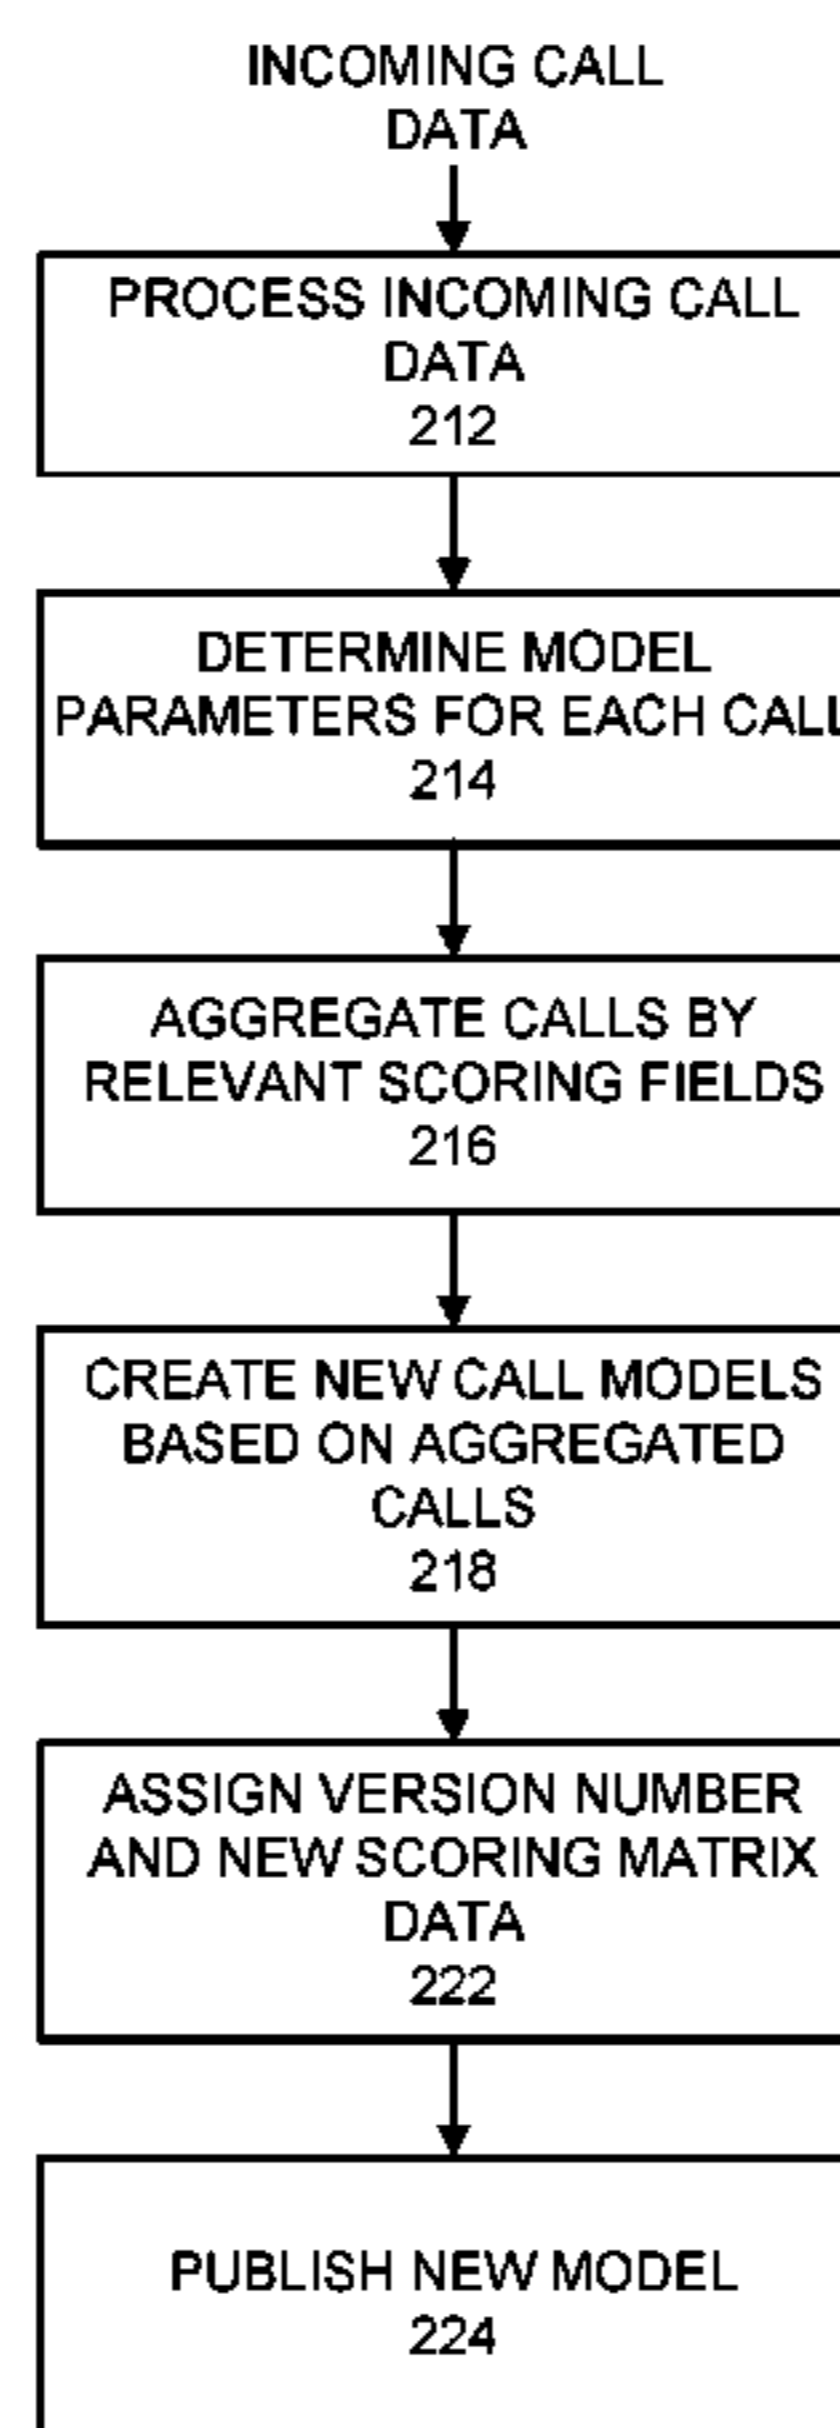 INCOMING CALL
DATA
PROCESS INCOMING CALL
DATA
212
DETERMINE MODEL
PARAMETERS FOR EACH CALL
214
AGGREGATE CALLS BY
RELEVANT SCORING FIELDS
216
CREATE NEW CALL MODELS
BASED ON AGGREGATED
CALLS
218
ASSIGN VERSION NUMBER
AND NEW SCORING MATRIX
DATA
222
PUBLISH NEW MODEL
224